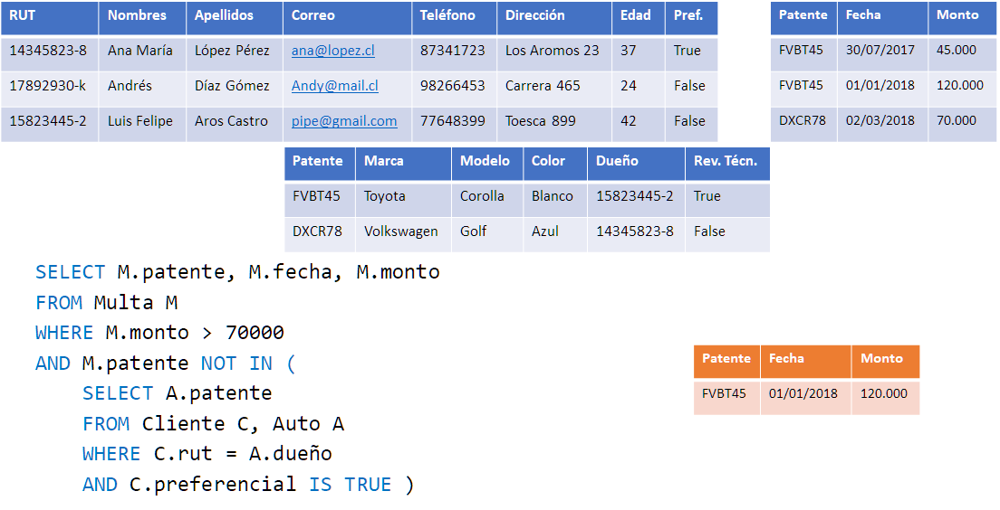 RUT Nombres Apellidos Correo Teléfono Dirección Edad Pref.
14345823-8 Ana María López Pérez ana@lopez.cl 87341723 Los Aromos 23 37 True
17892930-k Andrés Díaz Gómez Andy@mail.cl 98266453 Carrera 465 24 False
15823445-2 Luis Felipe Aros Castro pipe@gmail.com 77648399 Toesca 899 42 False
Patente Fecha Monto
FVBT45 30/07/2017 45.000
FVBT45 01/01/2018 120.000
DXCR78 02/03/2018 70.000
Patente Marca Modelo Color Dueño Rev. Técn.
FVBT45 Toyota Corolla Blanco 15823445-2 True
DXCR78 Volkswagen Golf Azul 14345823-8 False
SELECT M.patente, M.fecha, M.monto
FROM Multa M
WHERE M.monto > 70000
AND M.patente NOT IN (
SELECT A.patente
FROM Cliente C, Auto A
WHERE C.rut = A.dueño
AND C.preferencial IS TRUE )
Patente Fecha Monto
FVBT45 01/01/2018 120.000